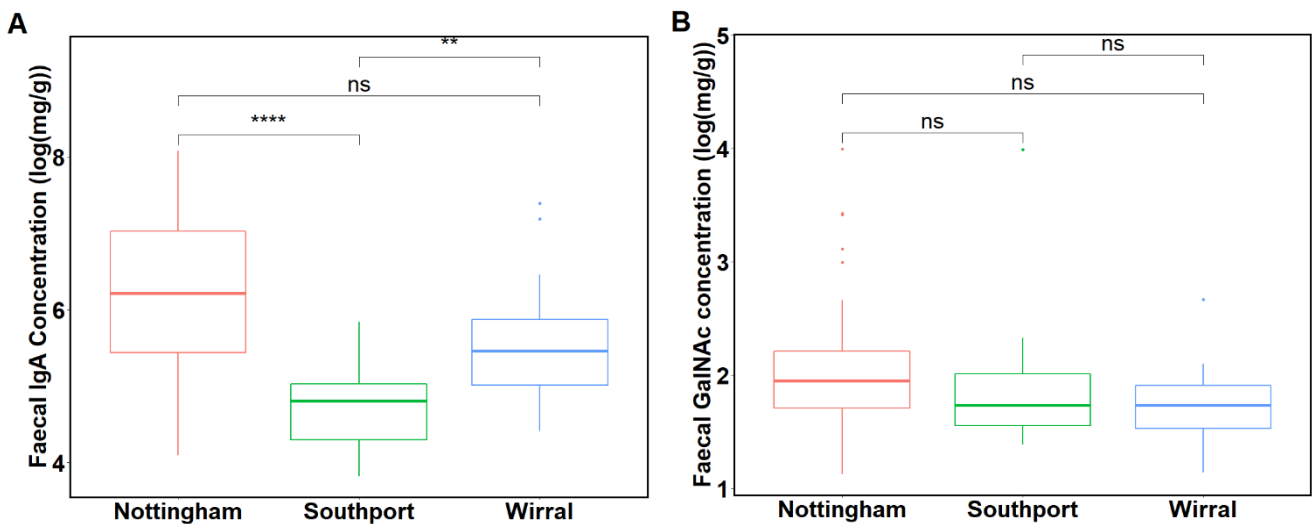 A
Faecal IgA Concentration (log(mg/g))
**
ns
****
8
6
4
Nottingham Southport Wirral
B
Faecal GalNAc concentration (log(mg/g))
ns
ns
ns
5
4
3
2
1
Nottingham Southport Wirral